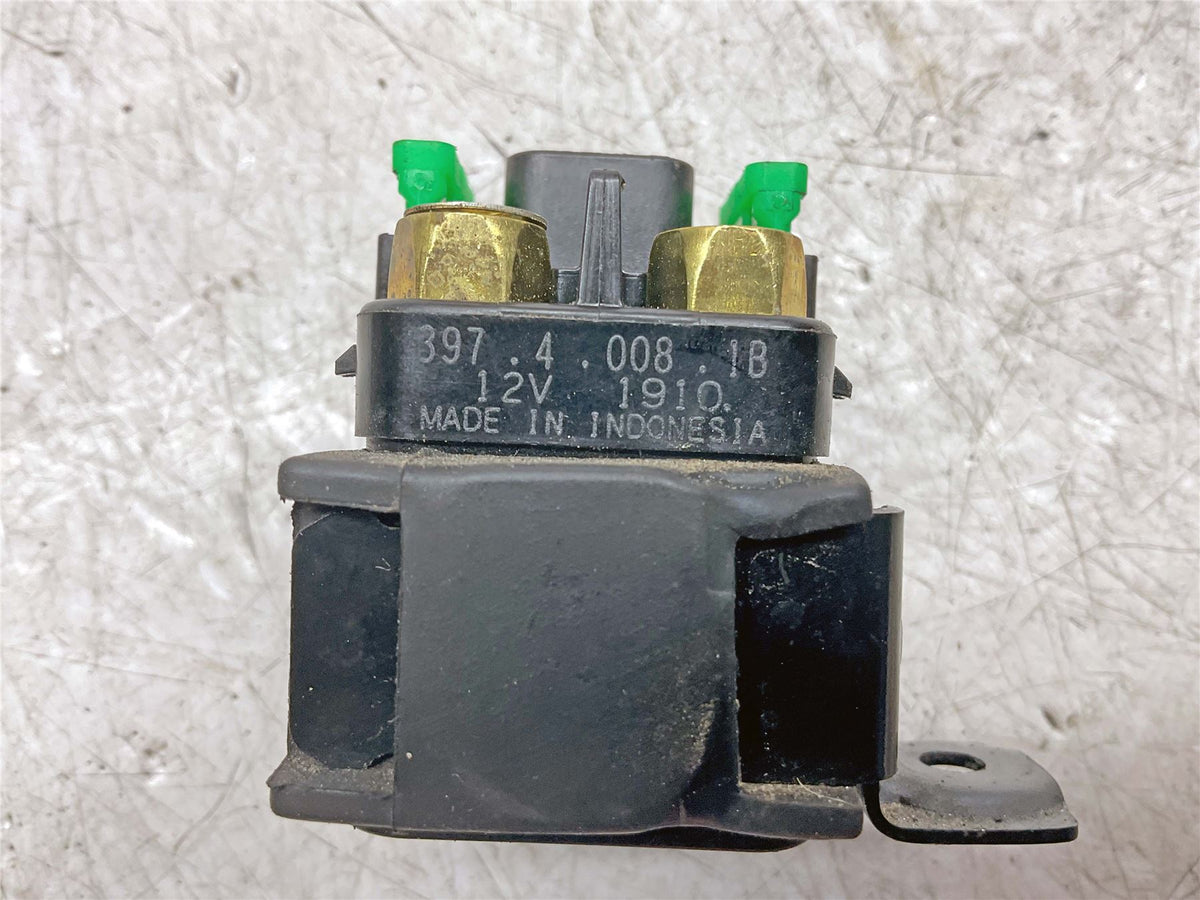 397.4.008.1B
12V 1910.
MADE IN INDONESIA